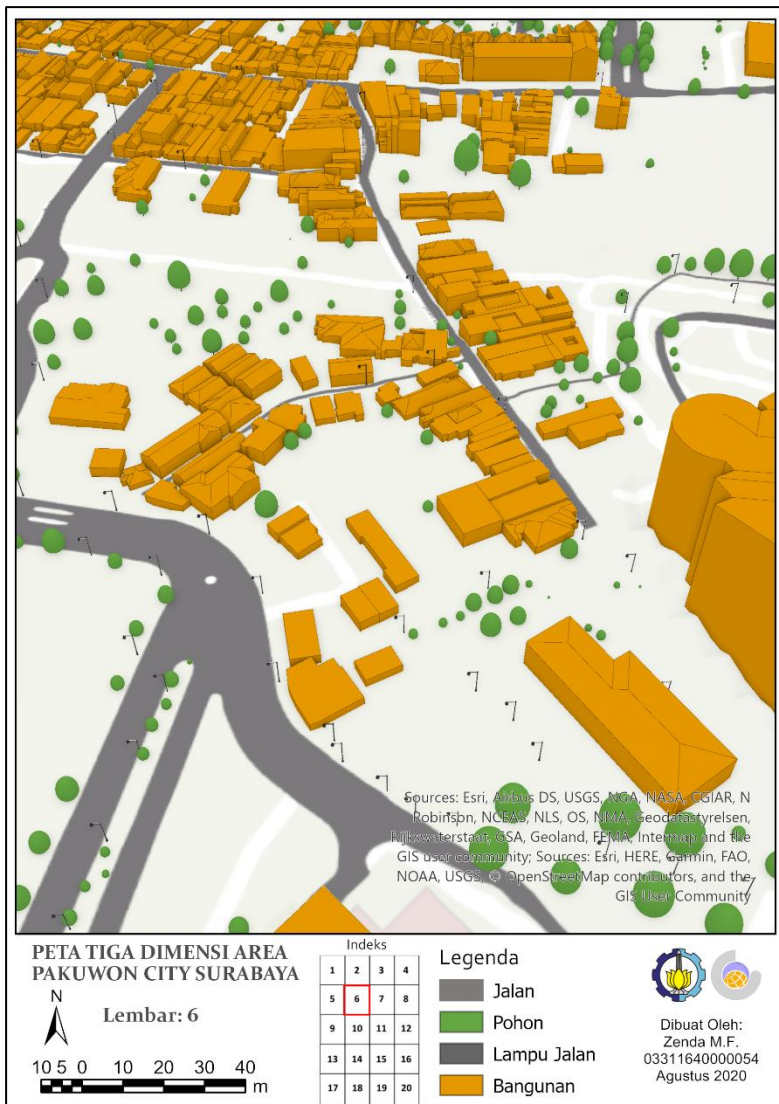 Sources: Esri, Airbus DS, USGS, NGA, NASA, CGIAR, N
Robinson, NCEAS, NLS, OS, NMA, Geodatastyrelsen,
Rijkswaterstaat, GSA, Geoland, FEMA, Intermap and the
GIS user community; Sources: Esri, HERE, Garmin, FAO,
NOAA, USGS, © OpenStreetMap contributors, and the
GIS User Community
PETA TIGA DIMENSI AREA
PAKUWON CITY SURABAYA
N
Lembar: 6
10 5 0 10 20 30 40
m
Indeks
1 2 3 4
5 6 7 8
9 10 11 12
13 14 15 16
17 18 19 20
Legenda
Jalan
Pohon
Lampu Jalan
Bangunan
Dibuat Oleh:
Zenda M.F.
03311640000054
Agustus 2020